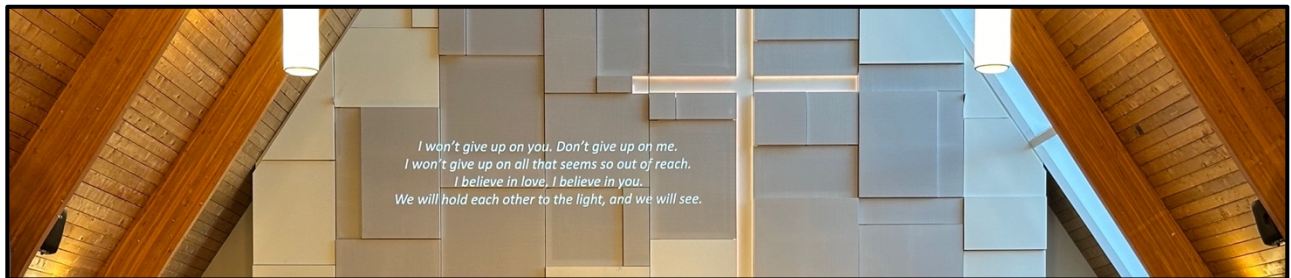 I won't give up on you. Don't give up on me.
I won't give up on all that seems so out of reach.
I believe in love, I believe in you.
We will hold each other to the light, and we will see.